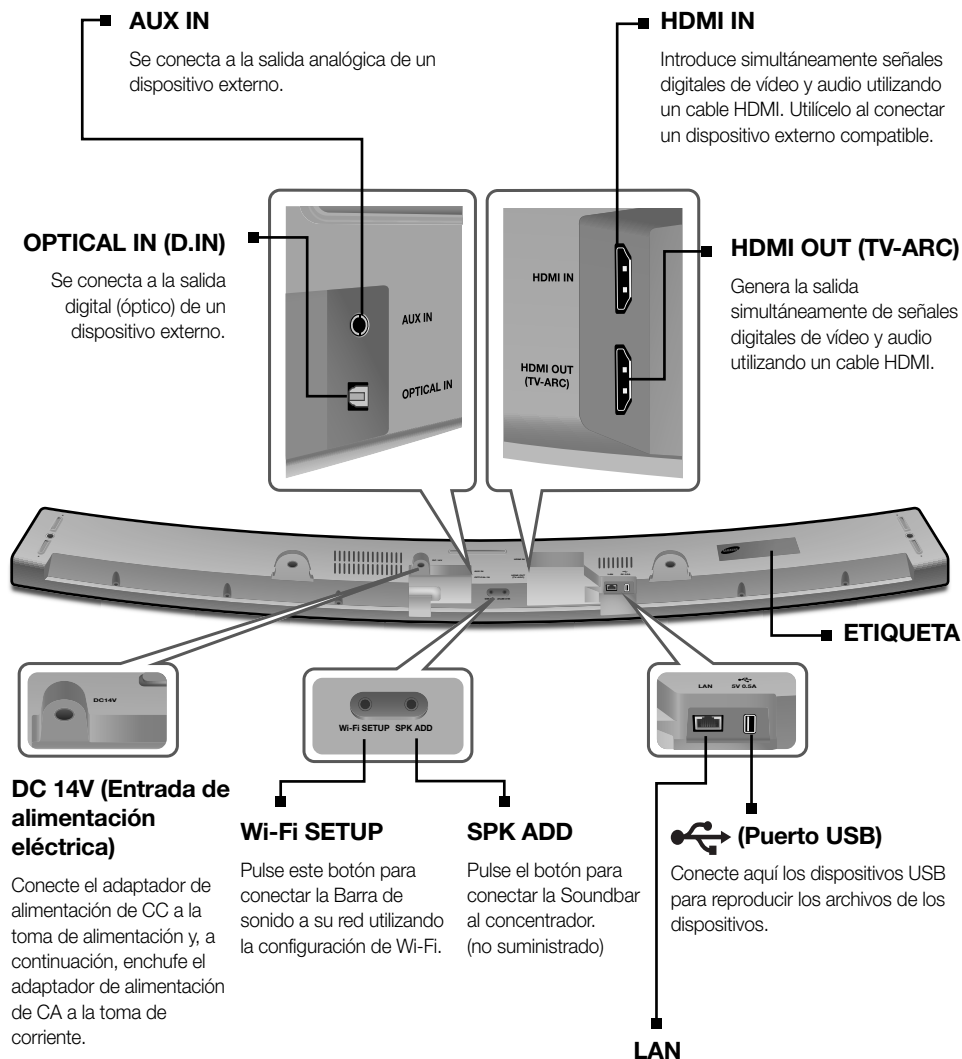 AUX IN
Se conecta a la salida analógica de un
dispositivo externo.
HDMI IN
Introduce simultáneamente señales
digitales de vídeo y audio utilizando
un cable HDMI. Utilícelo al conectar
un dispositivo externo compatible.
OPTICAL IN (D.IN)
Se conecta a la salida
digital (óptico) de un
dispositivo externo.
AUX IN
OPTICAL IN
HDMI IN
HDMI OUT
(TV-ARC)
HDMI OUT (TV-ARC)
Genera la salida
simultáneamente de señales
digitales de vídeo y audio
utilizando un cable HDMI.
ETIQUETA
DC14V
Wi-Fi SETUP SPK ADD
LAN
5V 0.5A
DC 14V (Entrada de
alimentación
eléctrica)
Conecte el adaptador de
alimentación de CC a la
toma de alimentación y, a
continuación, enchufe el
adaptador de alimentación
de CA a la toma de
corriente.
Wi-Fi SETUP
Pulse este botón para
conectar la Barra de
sonido a su red utilizando
la configuración de Wi-Fi.
SPK ADD
Pulse el botón para
conectar la Soundbar
al concentrador.
(no suministrado)
(Puerto USB)
Conecte aquí los dispositivos USB
para reproducir los archivos de los
dispositivos.
LAN